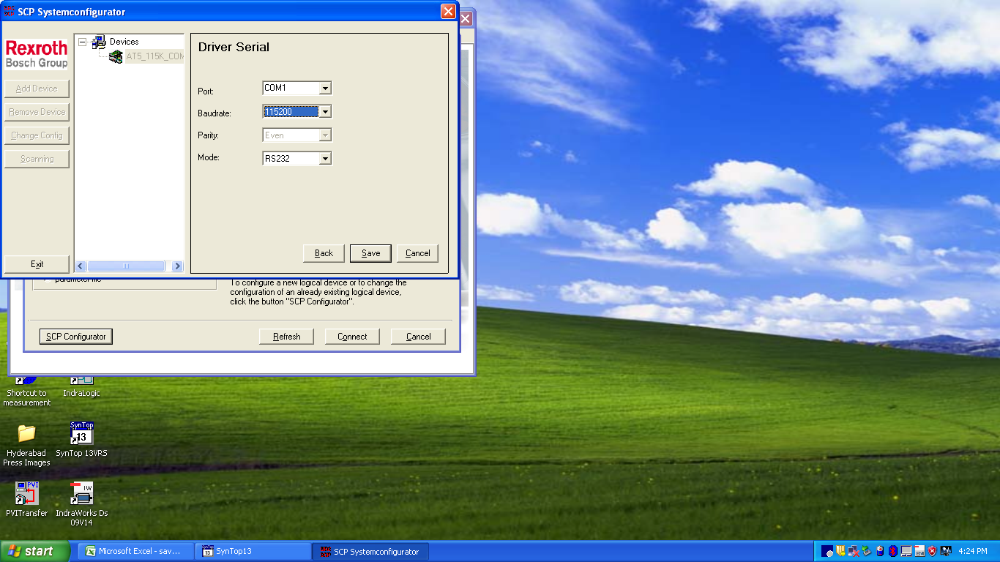 SCP Systemconfigurator
Rexroth
Bosch Group
Add Device
Remove Device
Change Config
Scanning
Exit
Devices
AT5_115K_COM
Driver Serial
Port:
COM1
Baudrate:
115200
Parity:
Even
Mode:
RS232
Back
Save
Cancel
To configure a new logical device or to change the
configuration of an already existing logical device,
click the button "SCP Configurator".
SCP Configurator
Refresh
Connect
Cancel
Shortcut to
measurement
IndraLogic
Hyderabad
Press Images
SynTop
13
SynTop 13VRS
PVI
PVITransfer
IW
IndraWorks Ds
09V14
start
Microsoft Excel - sav...
SynTop13
SCP Systemconfigurator
4:24 PM